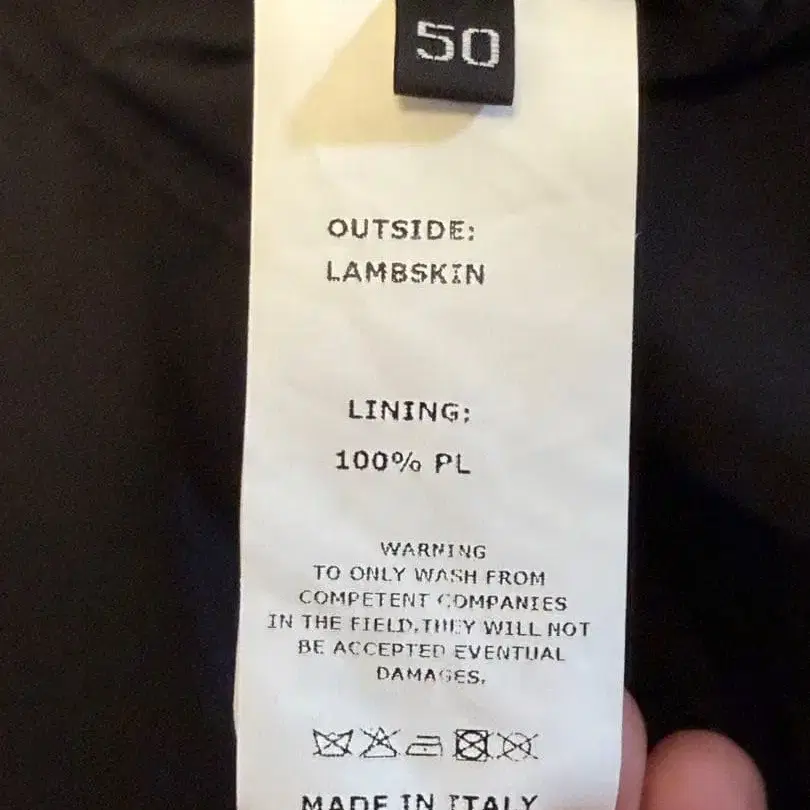 50
OUTSIDE:
LAMBSKIN
LINING:
100% PL
WARNING
TO ONLY WASH FROM
COMPETENT COMPANIES
IN THE FIELD.THEY WILL NOT
BE ACCEPTED EVENTUAL
DAMAGES.
MADE IN ITALY